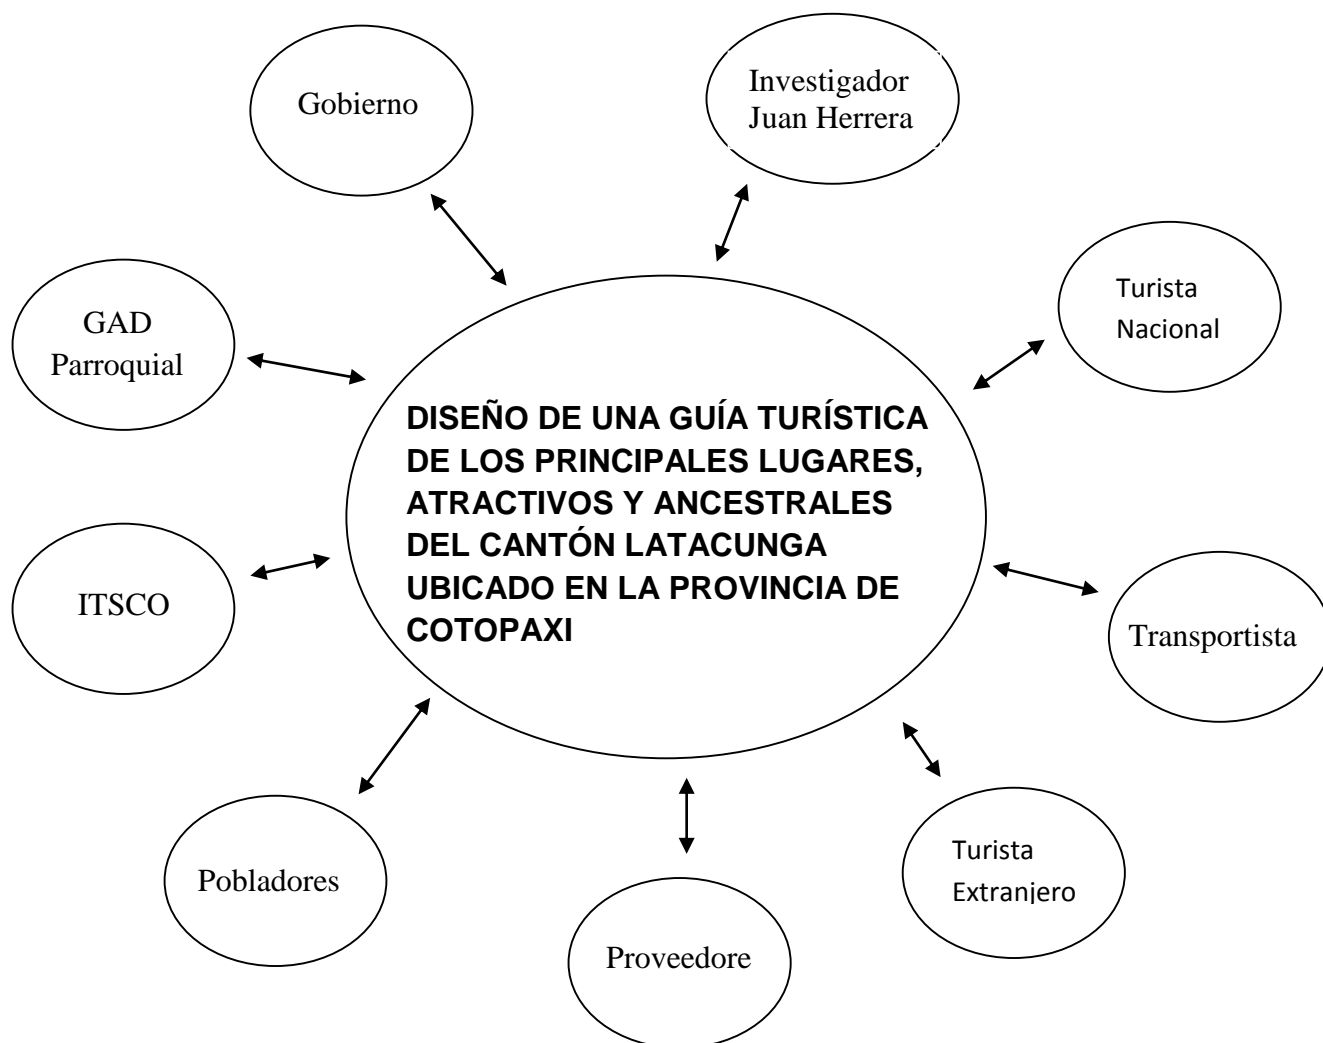 Gobierno
Investigador
Juan Herrera
Turista
Nacional
GAD
Parroquial
DISEÑO DE UNA GUÍA TURÍSTICA
DE LOS PRINCIPALES LUGARES,
ATRACTIVOS Y ANCESTRALES
DEL CANTÓN LATACUNGA
UBICADO EN LA PROVINCIA DE
COTOPAXI
ITSCO
Transportista
Pobladores
Turista
Extranjero
Proveedore